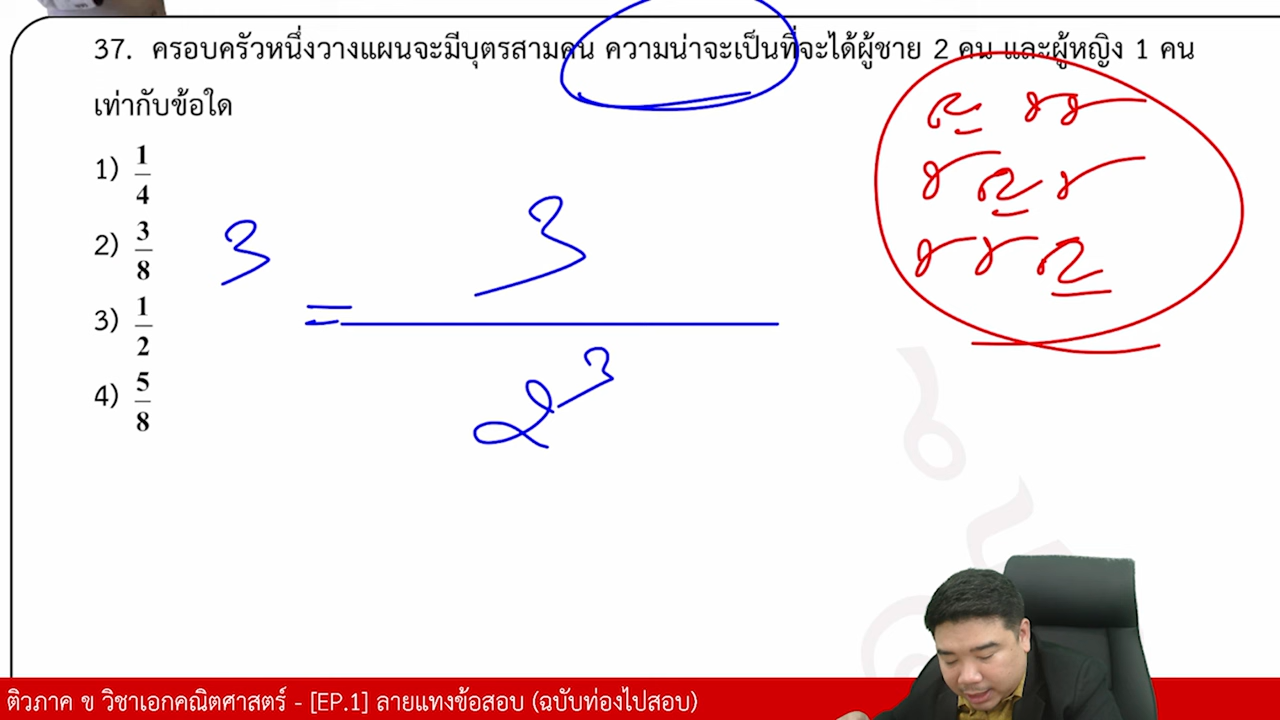 37. ครอบครัวหนึ่งวางแผนจะมีบุตรสามคน ความน่าจะเป็นที่จะได้ผู้ชาย 2 คน และผู้หญิง 1 คน
เท่ากับข้อใด
1) 1/4
2) 3/8
3) 1/2
4) 5/8
3
= 3/2³
ญ ชช
ช ญ ช
ช ช ญ
ติวภาค ข วิชาเอกคณิตศาสตร์ - [EP.1] ลายแทงข้อสอบ (ฉบับท่องไปสอบ)